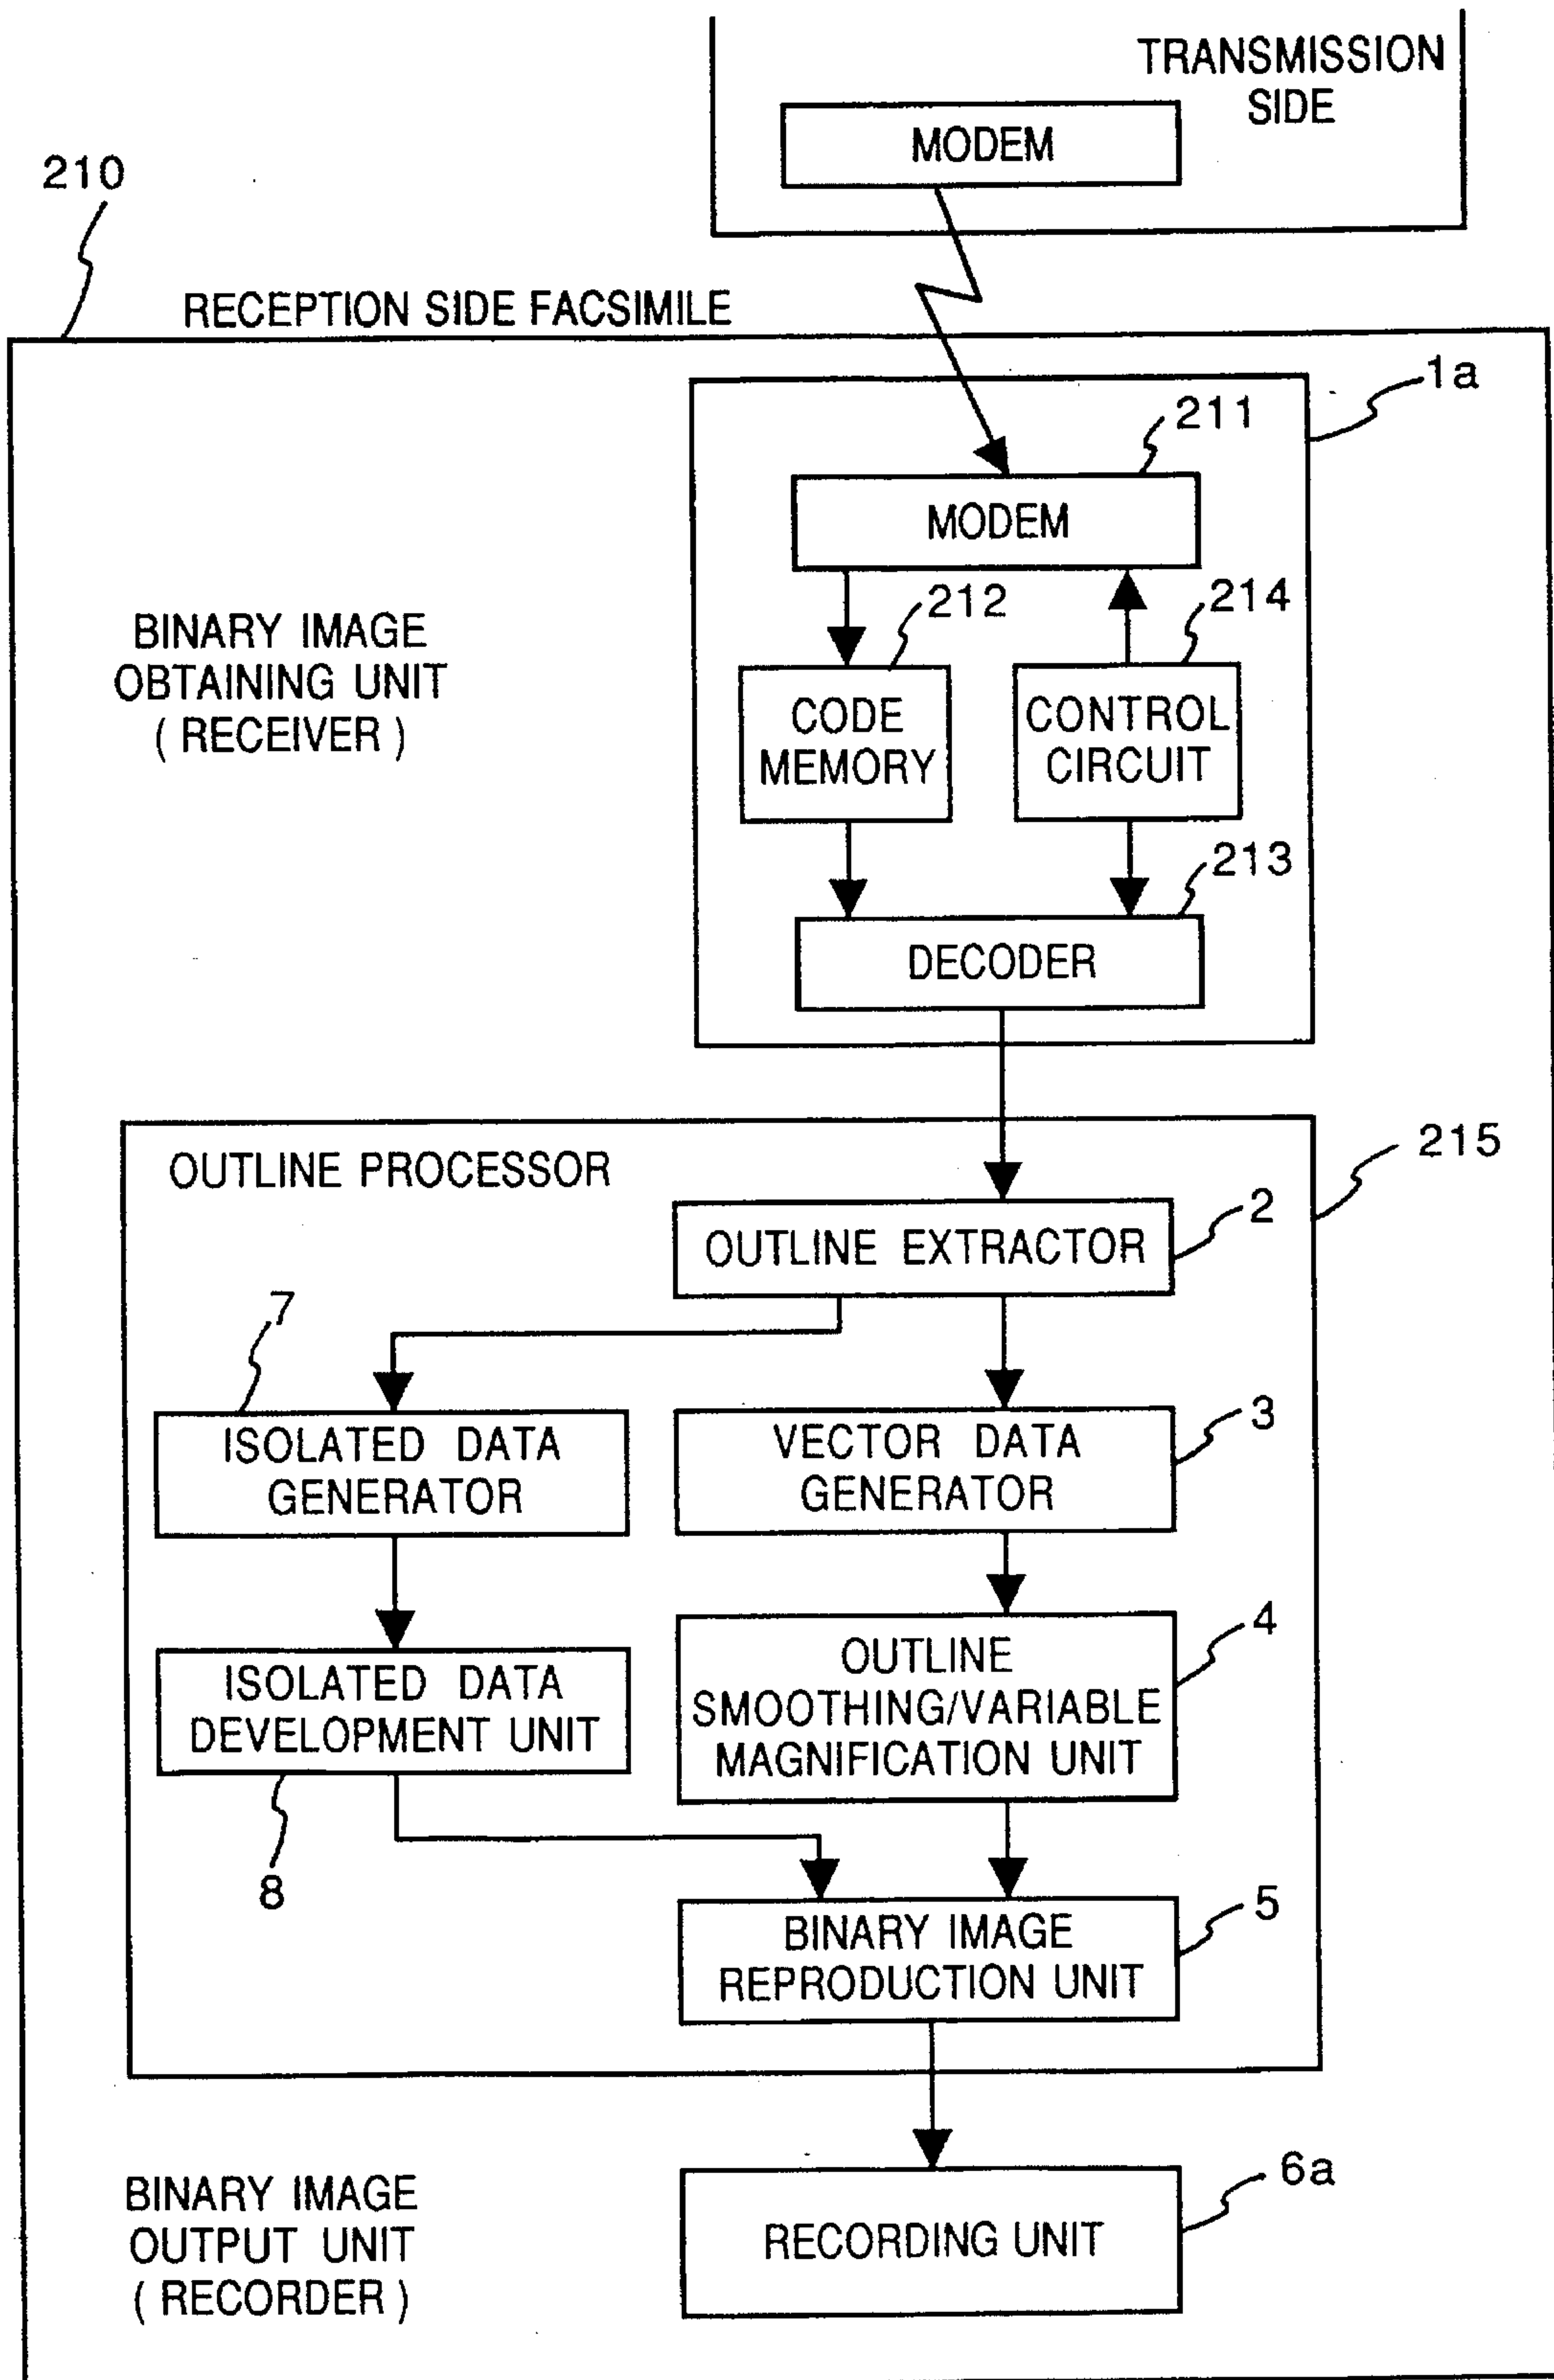 TRANSMISSION
SIDE
MODEM
210
RECEPTION SIDE FACSIMILE
1a
211
MODEM
212
214
BINARY IMAGE
OBTAINING UNIT
( RECEIVER )
CODE
MEMORY
CONTROL
CIRCUIT
213
DECODER
215
OUTLINE PROCESSOR
2
OUTLINE EXTRACTOR
7
3
ISOLATED DATA
GENERATOR
VECTOR DATA
GENERATOR
4
ISOLATED DATA
DEVELOPMENT UNIT
OUTLINE
SMOOTHING/VARIABLE
MAGNIFICATION UNIT
8
5
BINARY IMAGE
REPRODUCTION UNIT
6a
BINARY IMAGE
OUTPUT UNIT
( RECORDER )
RECORDING UNIT